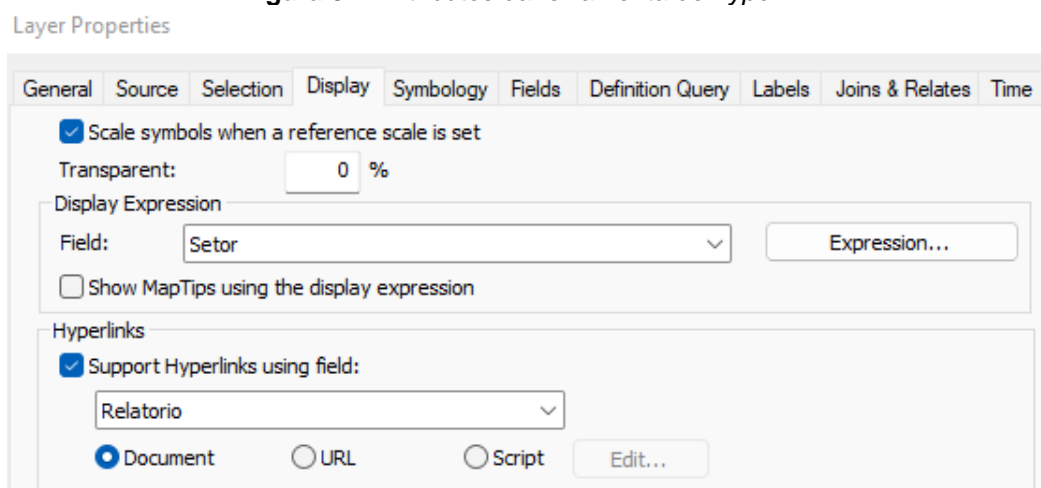 Layer Properties
General Source Selection Display Symbology Fields Definition Query Labels Joins & Relates Time
Scale symbols when a reference scale is set
Transparent: 0 %
Display Expression
Field: Setor Expression...
Show MapTips using the display expression
Hyperlinks
Support Hyperlinks using field:
Relatorio
Document URL Script Edit...